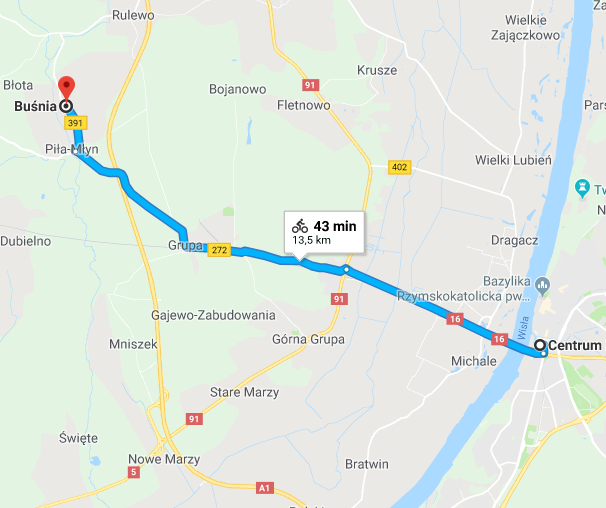 Rulewo
Wielkie
Zajączkowo
Za
Krusze
Błota
91
Bojanowo
Fletnowo
Buśnia
391
Pars
Piła-Młyn
Wielki Lubień
402
Tw
N
43 min
13,5 km
Dubielno
Grupa
272
Dragacz
Bazylika
Rzymskokatolicka pw...
91
Gajewo-Zabudowania
16
Wisła
Górna Grupa
16
Centrum
Mniszek
Michale
Stare Marzy
91
Święte
Nowe Marzy
Bratwin
5
A1